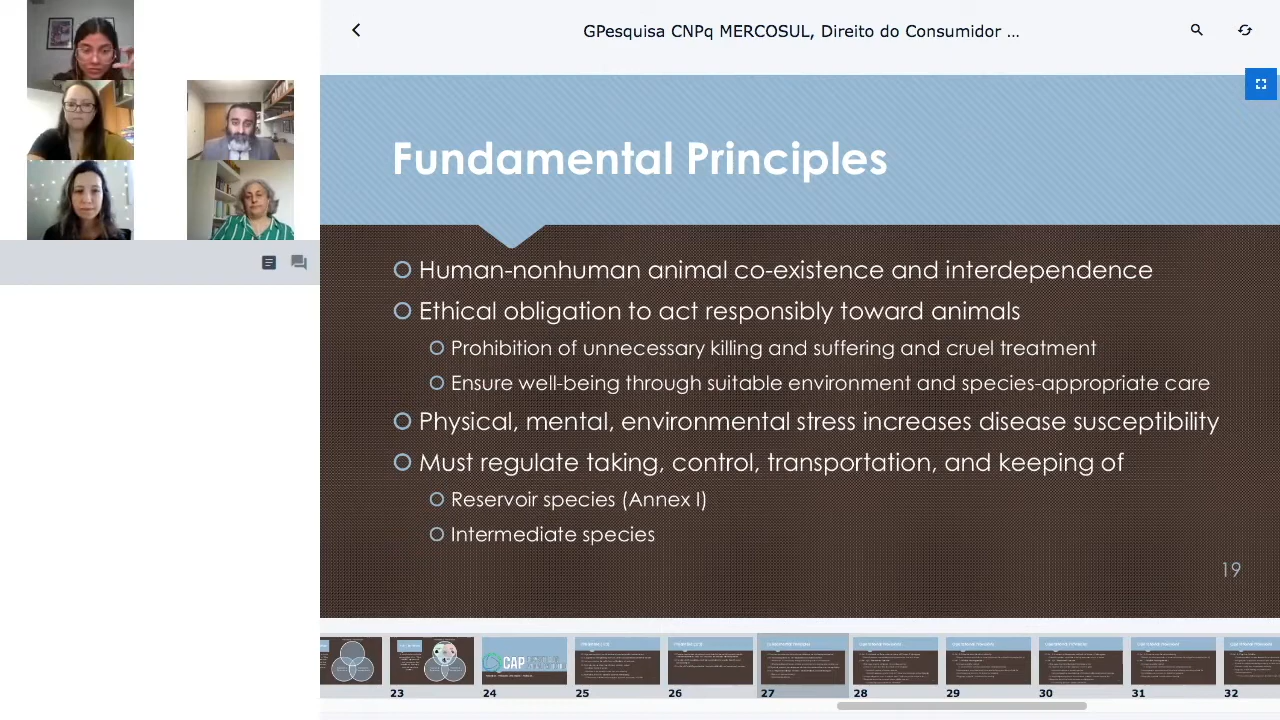 GPesquisa CNPq MERCOSUL, Direito do Consumidor ...
Fundamental Principles
Human-nonhuman animal co-existence and interdependence
Ethical obligation to act responsibly toward animals
Prohibition of unnecessary killing and suffering and cruel treatment
Ensure well-being through suitable environment and species-appropriate care
Physical, mental, environmental stress increases disease susceptibility
Must regulate taking, control, transportation, and keeping of
Reservoir species (Annex I)
Intermediate species
19
CAP
23 24 25 26 27 28 29 30 31 32